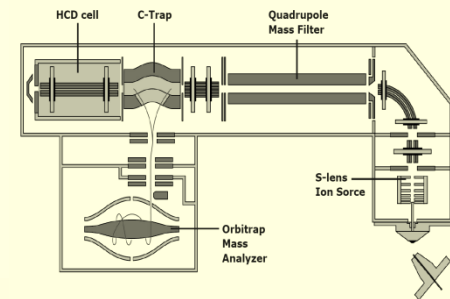 HCD cell
C-Trap
Quadrupole
Mass Filter
S-lens
Ion Sorce
Orbitrap
Mass
Analyzer